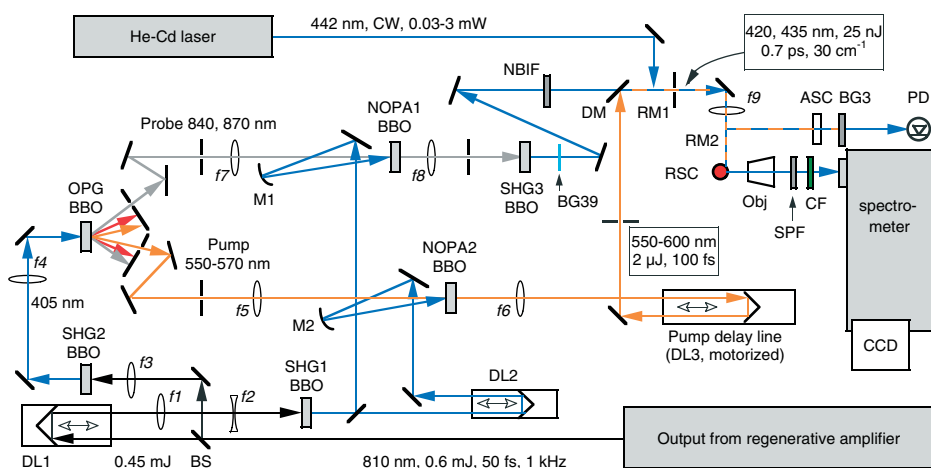 442 nm, CW, 0.03-3 mW
He-Cd laser
420, 435 nm, 25 nJ
0.7 ps, 30 cm⁻¹
NBIF
DM
RM1
f9
ASC
BG3
PD
NOPA1
BBO
Probe 840, 870 nm
f7
M1
f8
SHG3
BBO
BG39
RM2
RSC
Obj
SPF
CF
spectro-
meter
OPG
BBO
f4
405 nm
Pump
550-570 nm
f5
NOPA2
BBO
M2
f6
550-600 nm
2 µJ, 100 fs
Pump delay line
(DL3, motorized)
CCD
SHG2
BBO
f3
f1
f2
SHG1
BBO
DL2
DL1
0.45 mJ
BS
810 nm, 0.6 mJ, 50 fs, 1 kHz
Output from regenerative amplifier